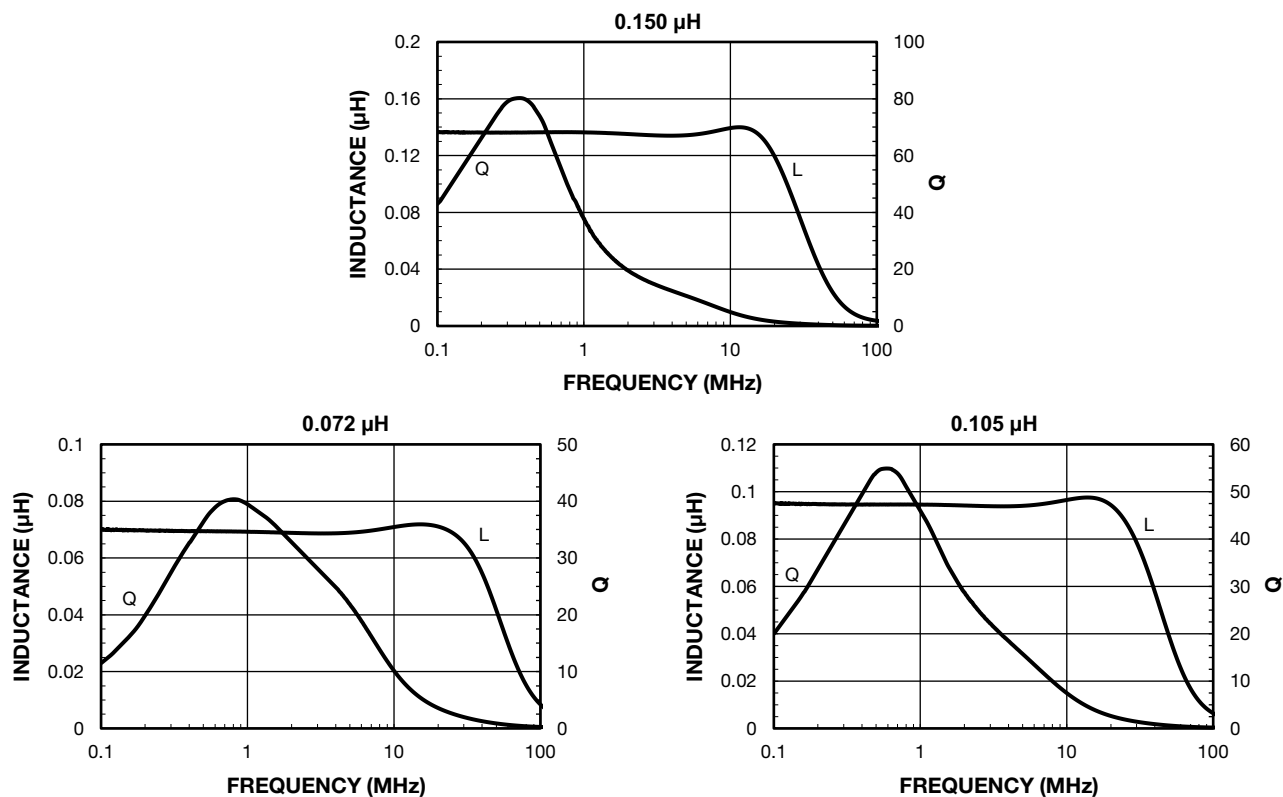 0.150 µH
0.2
0.16
0.12
0.08
0.04
0
INDUCTANCE (µH)
100
80
60
40
20
0
Q
Q
L
0.1 1 10 100
FREQUENCY (MHz)
0.072 µH
0.1
0.08
0.06
0.04
0.02
0
INDUCTANCE (µH)
50
40
30
20
10
0
Q
Q
L
0.1 1 10 100
FREQUENCY (MHz)
0.105 µH
0.12
0.1
0.08
0.06
0.04
0.02
0
INDUCTANCE (µH)
60
50
40
30
20
10
0
Q
Q
L
0.1 1 10 100
FREQUENCY (MHz)